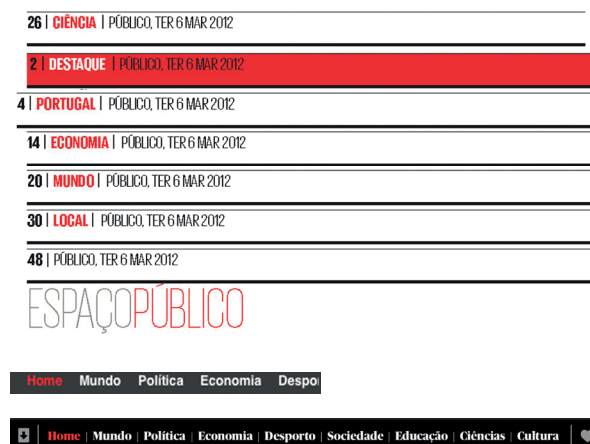 26 | CIÊNCIA | PÚBLICO, TER 6 MAR 2012
2 | DESTAQUE | PÚBLICO, TER 6 MAR 2012
4 | PORTUGAL | PÚBLICO, TER 6 MAR 2012
14 | ECONOMIA | PÚBLICO, TER 6 MAR 2012
20 | MUNDO | PÚBLICO, TER 6 MAR 2012
30 | LOCAL | PÚBLICO, TER 6 MAR 2012
48 | PÚBLICO, TER 6 MAR 2012
ESPAÇOPÚBLICO
Home Mundo Política Economia Despo
Home | Mundo | Política | Economia | Desporto | Sociedade | Educação | Ciências | Cultura